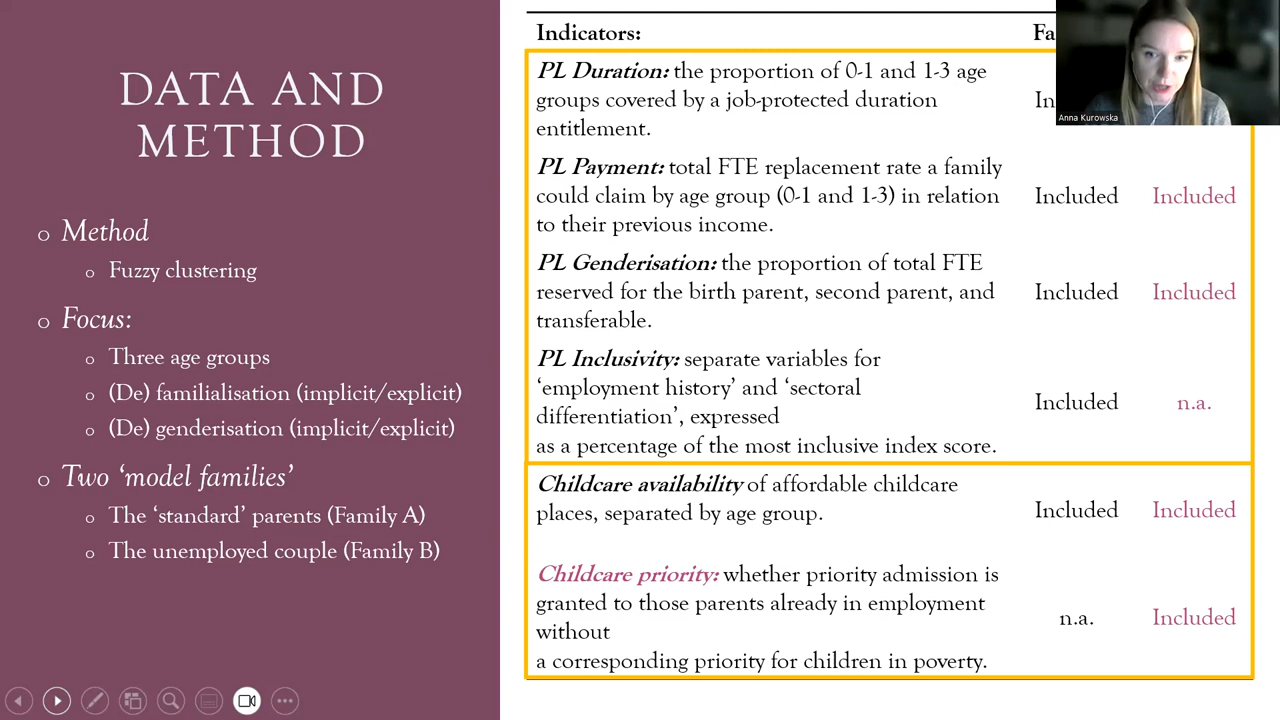 DATA AND
METHOD
Method
Fuzzy clustering
Focus:
Three age groups
(De) familialisation (implicit/explicit)
(De) genderisation (implicit/explicit)
Two ‘model families’
The ‘standard’ parents (Family A)
The unemployed couple (Family B)
Indicators:
PL Duration: the proportion of 0-1 and 1-3 age
groups covered by a job-protected duration
entitlement.
PL Payment: total FTE replacement rate a family
could claim by age group (0-1 and 1-3) in relation
to their previous income.
Included Included
PL Genderisation: the proportion of total FTE
reserved for the birth parent, second parent, and
transferable.
Included Included
PL Inclusivity: separate variables for
‘employment history’ and ‘sectoral
differentiation’, expressed
as a percentage of the most inclusive index score.
Included n.a.
Childcare availability of affordable childcare
places, separated by age group.
Included Included
Childcare priority: whether priority admission is
granted to those parents already in employment
without
a corresponding priority for children in poverty.
n.a. Included
Anna Kurowska